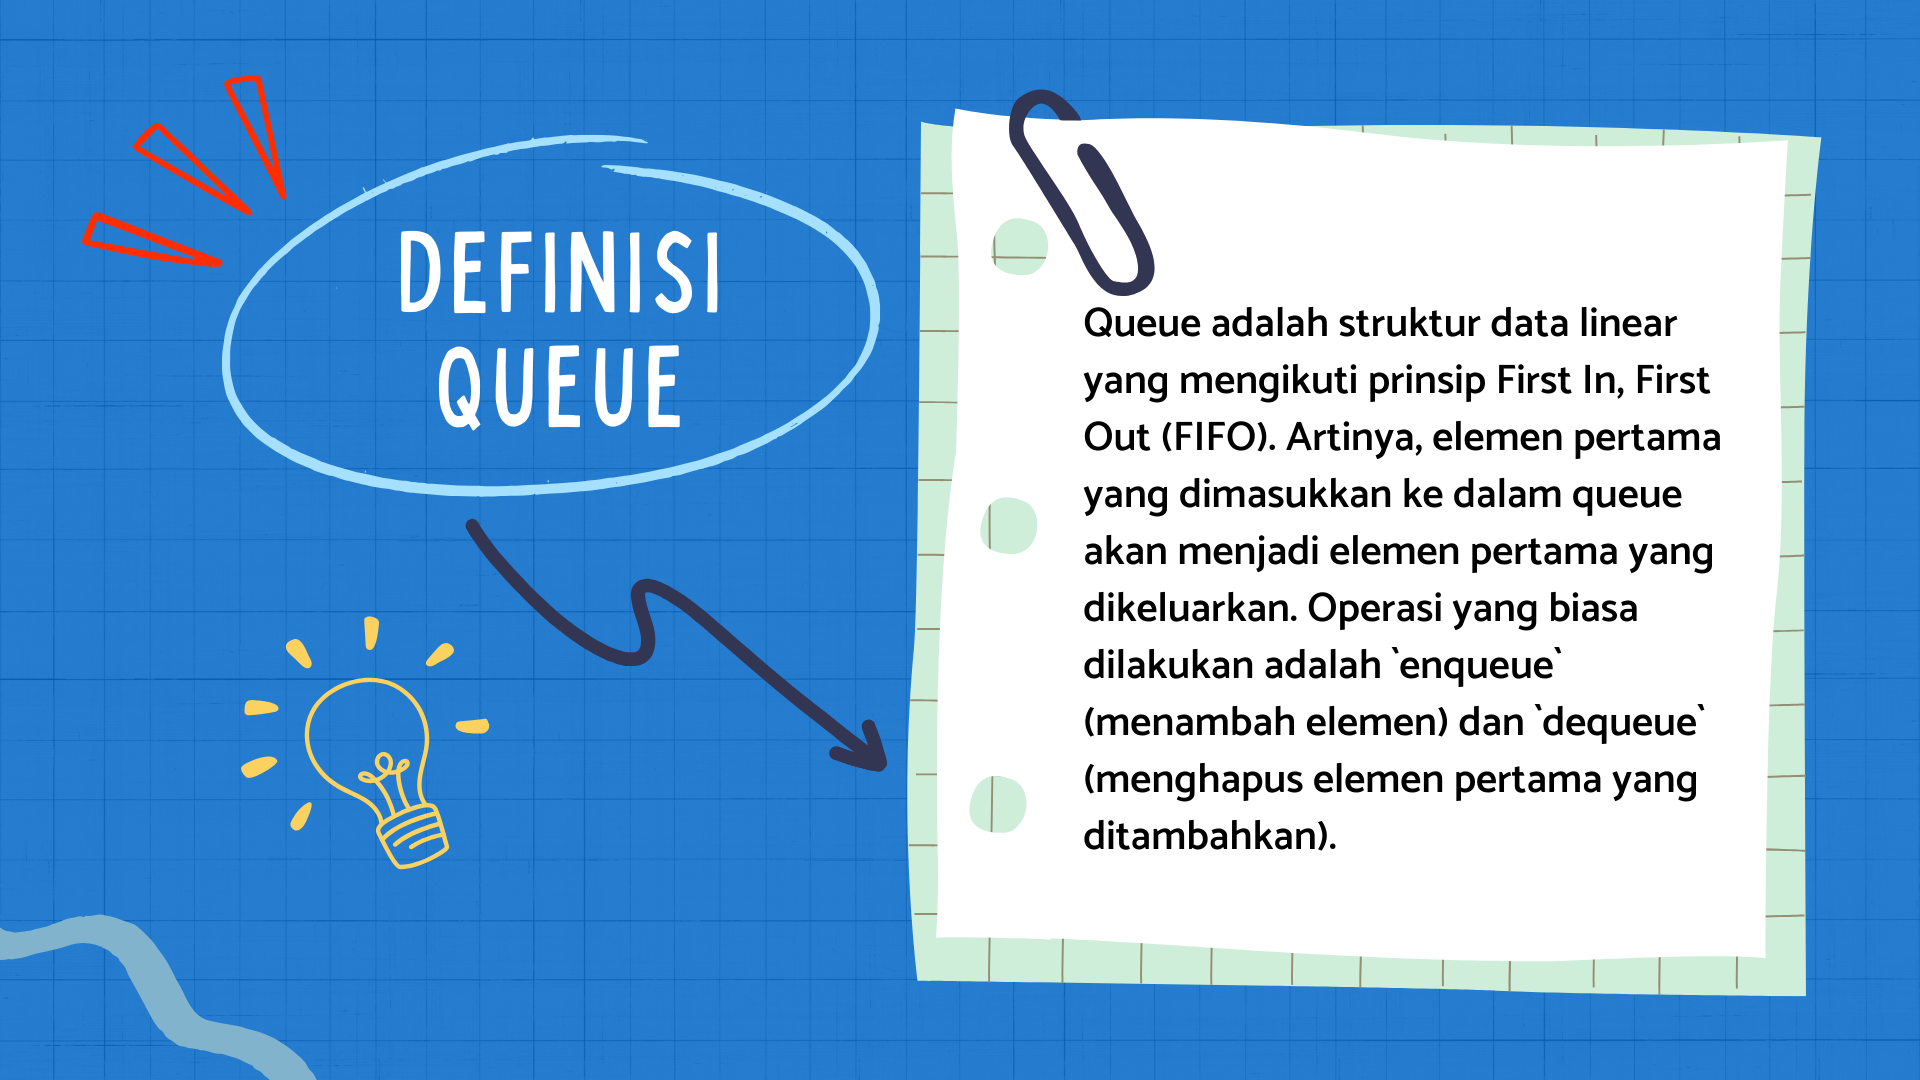 DEFINISI
QUEUE
Queue adalah struktur data linear
yang mengikuti prinsip First In, First
Out (FIFO). Artinya, elemen pertama
yang dimasukkan ke dalam queue
akan menjadi elemen pertama yang
dikeluarkan. Operasi yang biasa
dilakukan adalah `enqueue`
(menambah elemen) dan `dequeue`
(menghapus elemen pertama yang
ditambahkan).